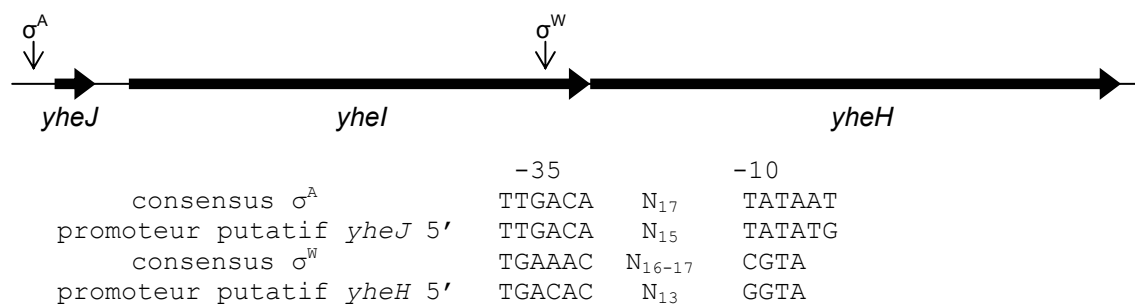 σᴬ σᵂ
yheJ yheI yheH
-35 -10
consensus σᴬ TTGACA N₁₇ TATAAT
promoteur putatif yheJ 5’ TTGACA N₁₅ TATATG
consensus σᵂ TGAAAC N₁₆₋₁₇ CGTA
promoteur putatif yheH 5’ TGACAC N₁₃ GGTA